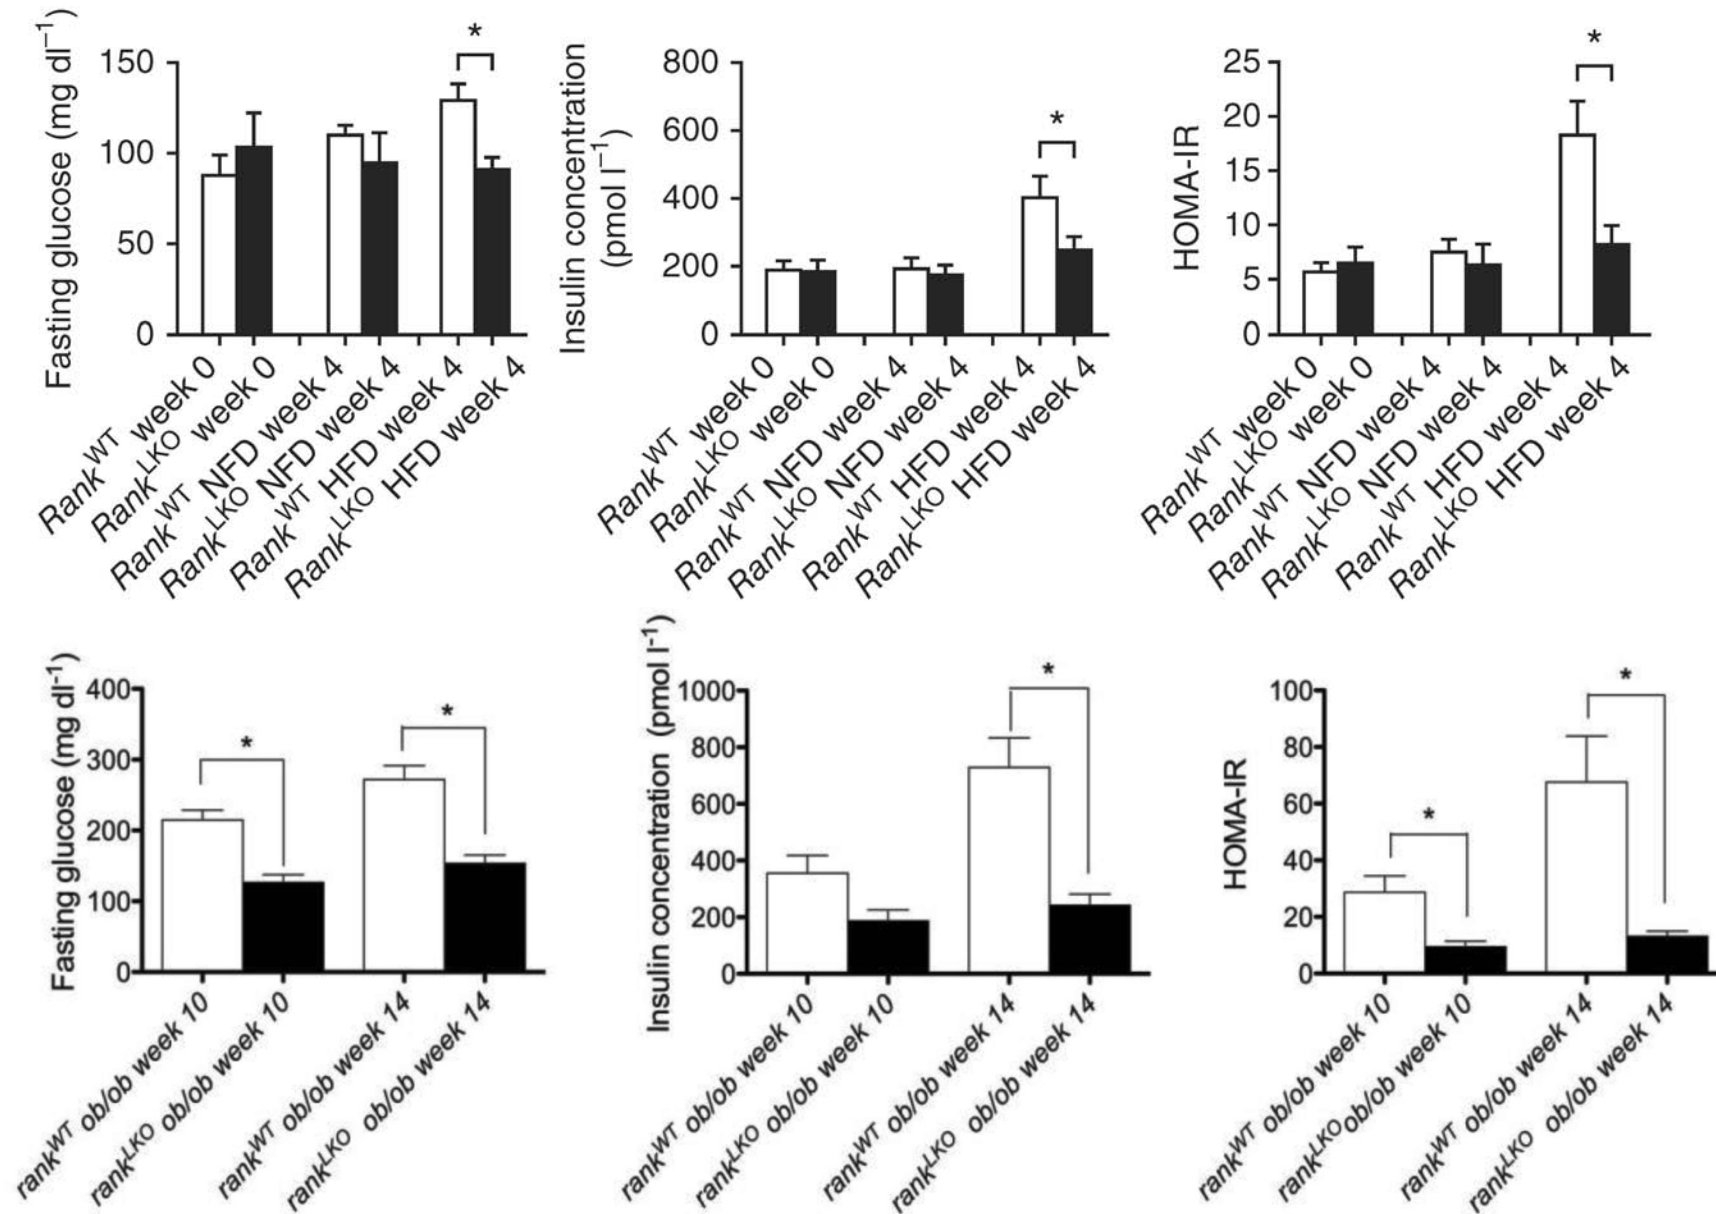 Fasting glucose (mg dl⁻¹)
150
100
50
0
*
Rank^WT week 0
Rank^LKO week 0
Rank^WT NFD week 4
Rank^LKO NFD week 4
Rank^WT HFD week 4
Rank^LKO HFD week 4
Insulin concentration
(pmol l⁻¹)
800
600
400
200
0
*
Rank^WT week 0
Rank^LKO week 0
Rank^WT NFD week 4
Rank^LKO NFD week 4
Rank^WT HFD week 4
Rank^LKO HFD week 4
HOMA-IR
25
20
15
10
5
0
*
Rank^WT week 0
Rank^LKO week 0
Rank^WT NFD week 4
Rank^LKO NFD week 4
Rank^WT HFD week 4
Rank^LKO HFD week 4
Fasting glucose (mg dl⁻¹)
400
300
200
100
0
*
*
rank^WT ob/ob week 10
rank^LKO ob/ob week 10
rank^WT ob/ob week 14
rank^LKO ob/ob week 14
Insulin concentration (pmol l⁻¹)
1000
800
600
400
200
0
*
rank^WT ob/ob week 10
rank^LKO ob/ob week 10
rank^WT ob/ob week 14
rank^LKO ob/ob week 14
HOMA-IR
100
80
60
40
20
0
*
*
rank^WT ob/ob week 10
rank^LKO ob/ob week 10
rank^WT ob/ob week 14
rank^LKO ob/ob week 14